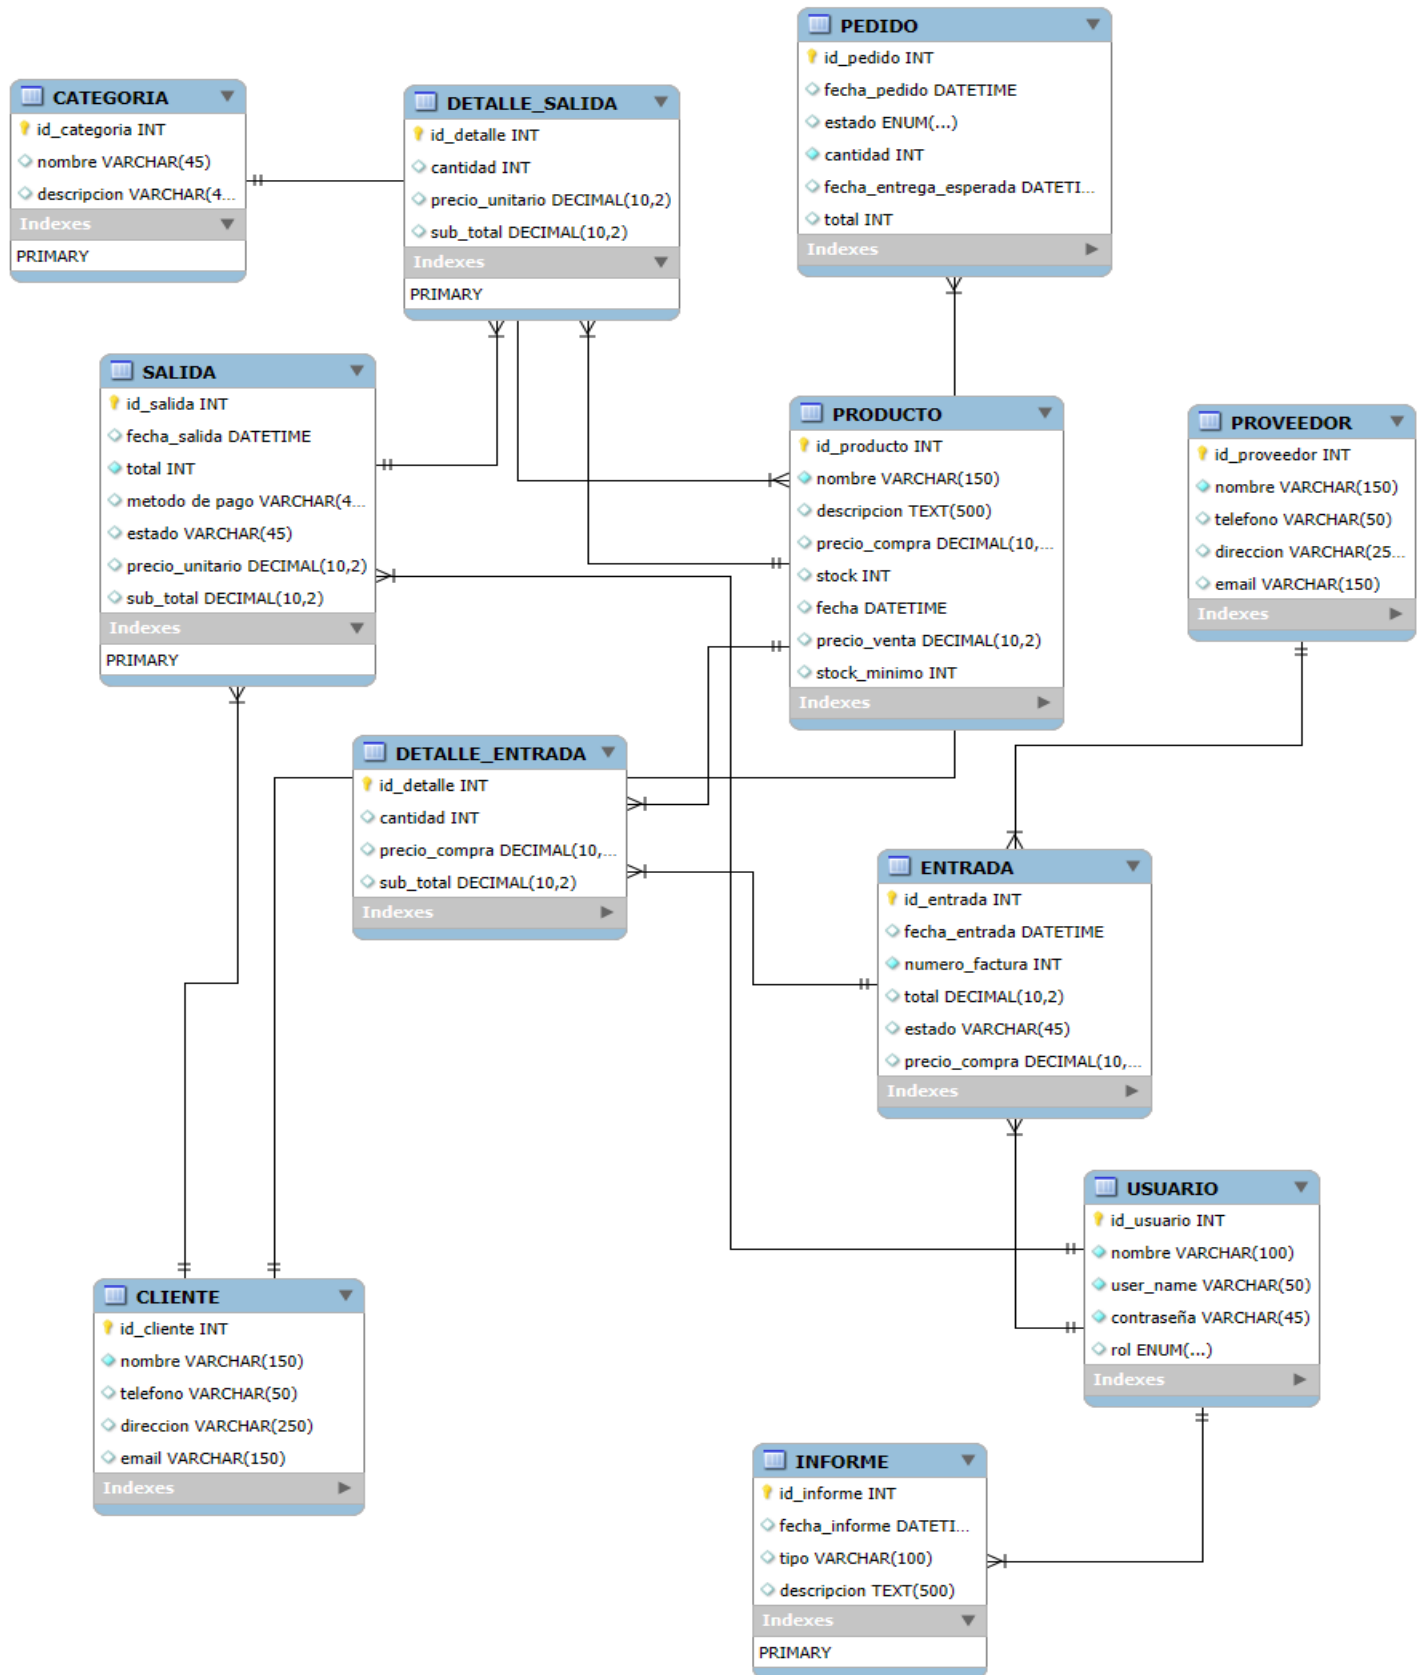 CATEGORIA
id_categoria INT
nombre VARCHAR(45)
descripcion VARCHAR(4...
Indexes
PRIMARY
DETALLE_SALIDA
id_detalle INT
cantidad INT
precio_unitario DECIMAL(10,2)
sub_total DECIMAL(10,2)
Indexes
PRIMARY
PEDIDO
id_pedido INT
fecha_pedido DATETIME
estado ENUM(...)
cantidad INT
fecha_entrega_esperada DATETI...
total INT
Indexes
SALIDA
id_salida INT
fecha_salida DATETIME
total INT
metodo de pago VARCHAR(4...
estado VARCHAR(45)
precio_unitario DECIMAL(10,2)
sub_total DECIMAL(10,2)
Indexes
PRIMARY
PRODUCTO
id_producto INT
nombre VARCHAR(150)
descripcion TEXT(500)
precio_compra DECIMAL(10,...
stock INT
fecha DATETIME
precio_venta DECIMAL(10,2)
stock_minimo INT
Indexes
PROVEEDOR
id_proveedor INT
nombre VARCHAR(150)
telefono VARCHAR(50)
direccion VARCHAR(25...
email VARCHAR(150)
Indexes
DETALLE_ENTRADA
id_detalle INT
cantidad INT
precio_compra DECIMAL(10,...
sub_total DECIMAL(10,2)
Indexes
ENTRADA
id_entrada INT
fecha_entrada DATETIME
numero_factura INT
total DECIMAL(10,2)
estado VARCHAR(45)
precio_compra DECIMAL(10,...
Indexes
USUARIO
id_usuario INT
nombre VARCHAR(100)
user_name VARCHAR(50)
contraseña VARCHAR(45)
rol ENUM(...)
Indexes
CLIENTE
id_cliente INT
nombre VARCHAR(150)
telefono VARCHAR(50)
direccion VARCHAR(250)
email VARCHAR(150)
Indexes
INFORME
id_informe INT
fecha_informe DATETI...
tipo VARCHAR(100)
descripcion TEXT(500)
Indexes
PRIMARY